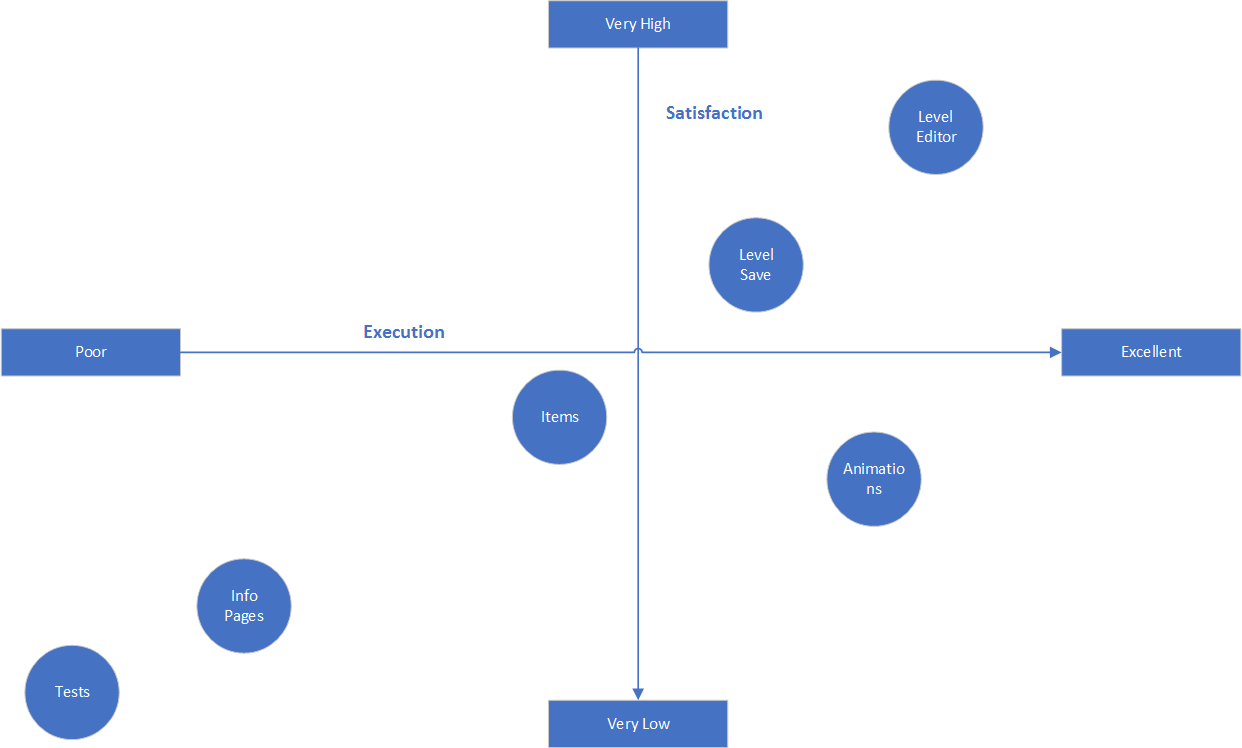 Very High
Satisfaction
Level
Editor
Level
Save
Execution
Poor
Excellent
Items
Animatio
ns
Info
Pages
Tests
Very Low